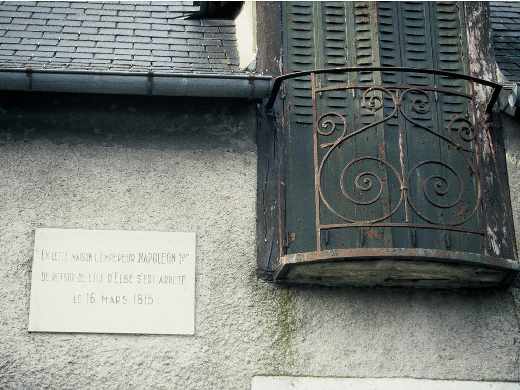 EN CETTE MAISON L'EMPEREUR NAPOLEON 1ER
DE RETOUR DE L'ILE D'ELBE S'EST ARRETE
LE 16 MARS 1815